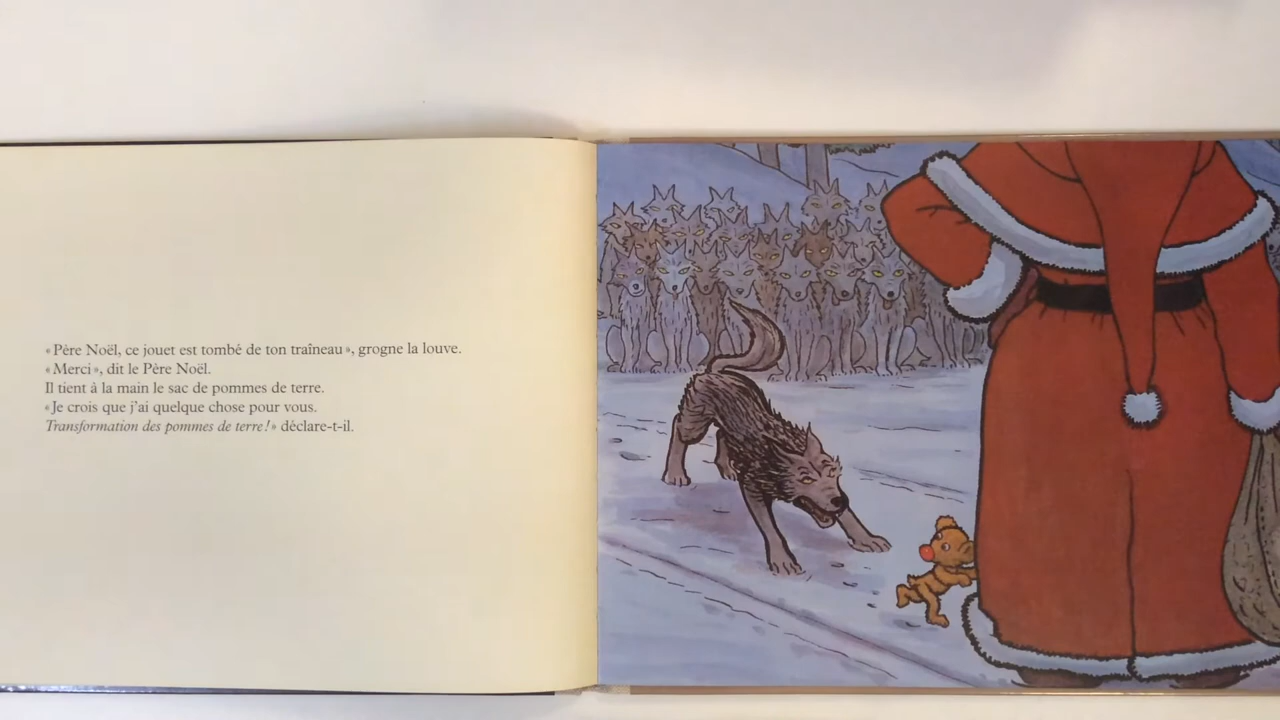 «Père Noël, ce jouet est tombé de ton traîneau», grogne la louve.
«Merci», dit le Père Noël.
Il tient à la main le sac de pommes de terre.
«Je crois que j'ai quelque chose pour vous.
Transformation des pommes de terre!» déclare-t-il.